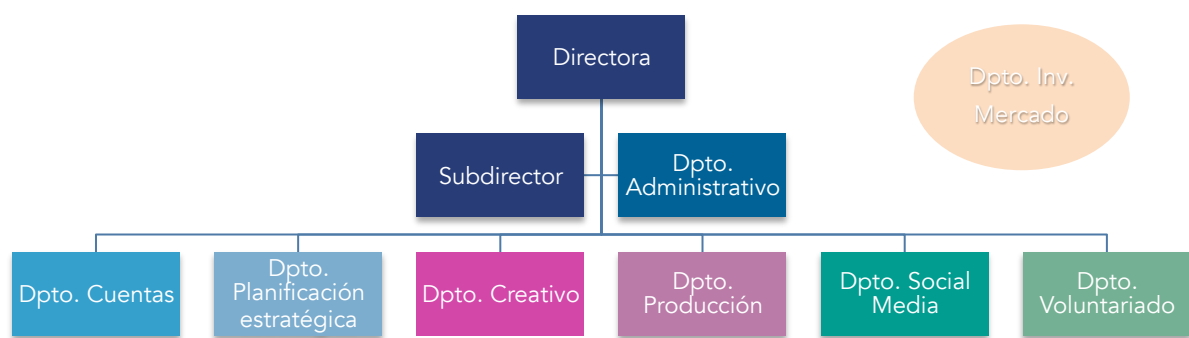 Directora
Dpto. Inv.
Mercado
Subdirector
Dpto.
Administrativo
Dpto. Cuentas
Dpto.
Planificación
estratégica
Dpto. Creativo
Dpto.
Producción
Dpto. Social
Media
Dpto.
Voluntariado